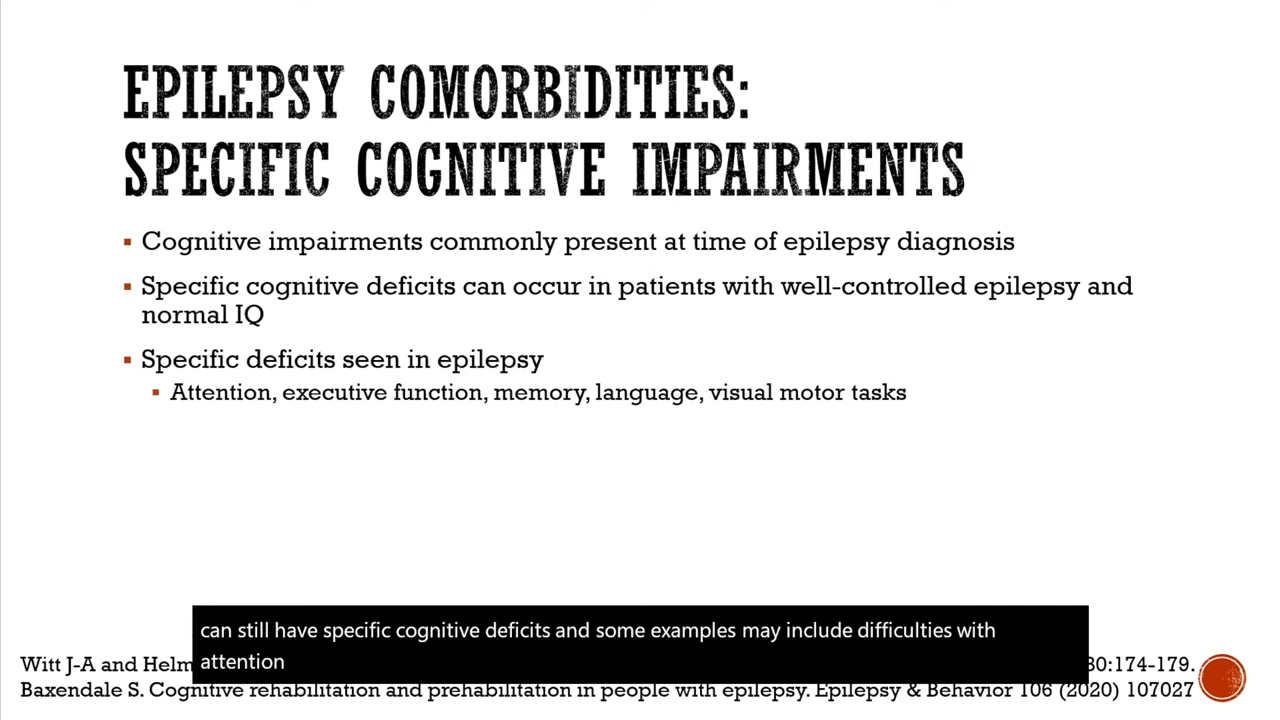 EPILEPSY COMORBIDITIES:
SPECIFIC COGNITIVE IMPAIRMENTS
▪ Cognitive impairments commonly present at time of epilepsy diagnosis
▪ Specific cognitive deficits can occur in patients with well-controlled epilepsy and
normal IQ
▪ Specific deficits seen in epilepsy
▪ Attention, executive function, memory, language, visual motor tasks
can still have specific cognitive deficits and some examples may include difficulties with
attention
Witt J-A and :174-179.
Baxendale S. Cognitive rehabilitation and prehabilitation in people with epilepsy. Epilepsy & Behavior 106 (2020) 107027